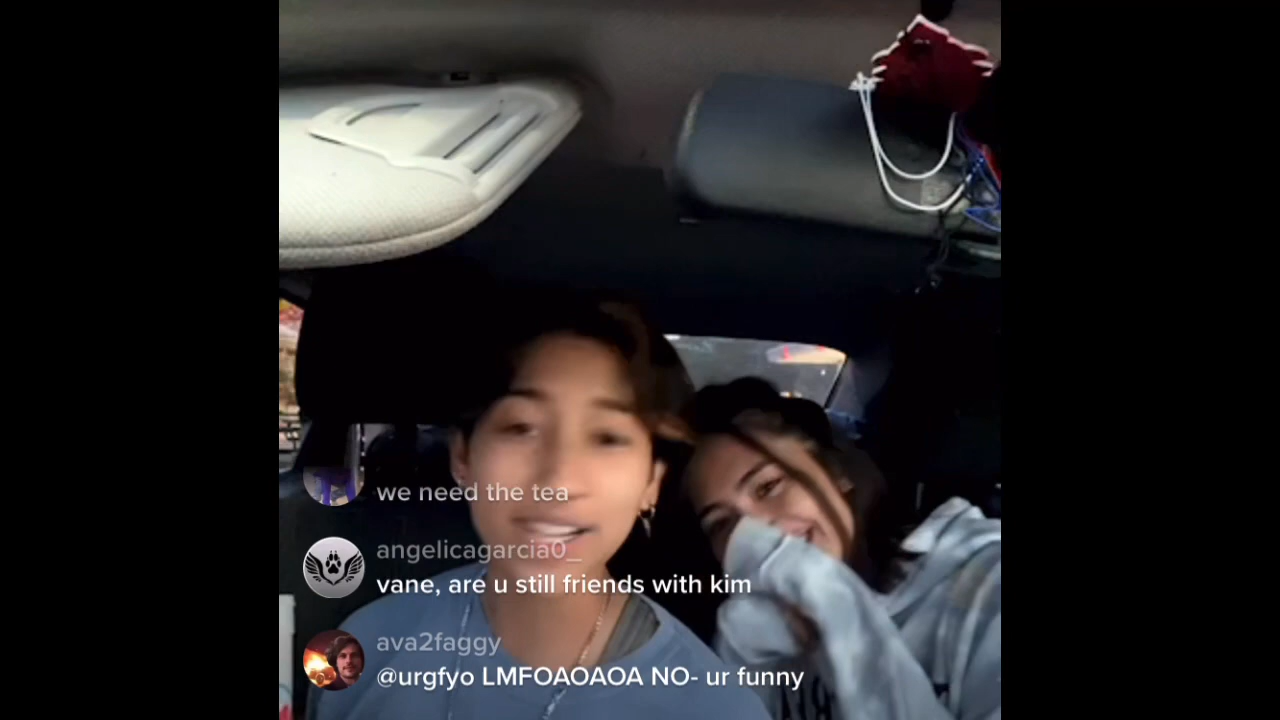 we need the tea
angelicagarcia0_
vane, are u still friends with kim
ava2faggy
@urgfyo LMFOAOAOA NO- ur funny